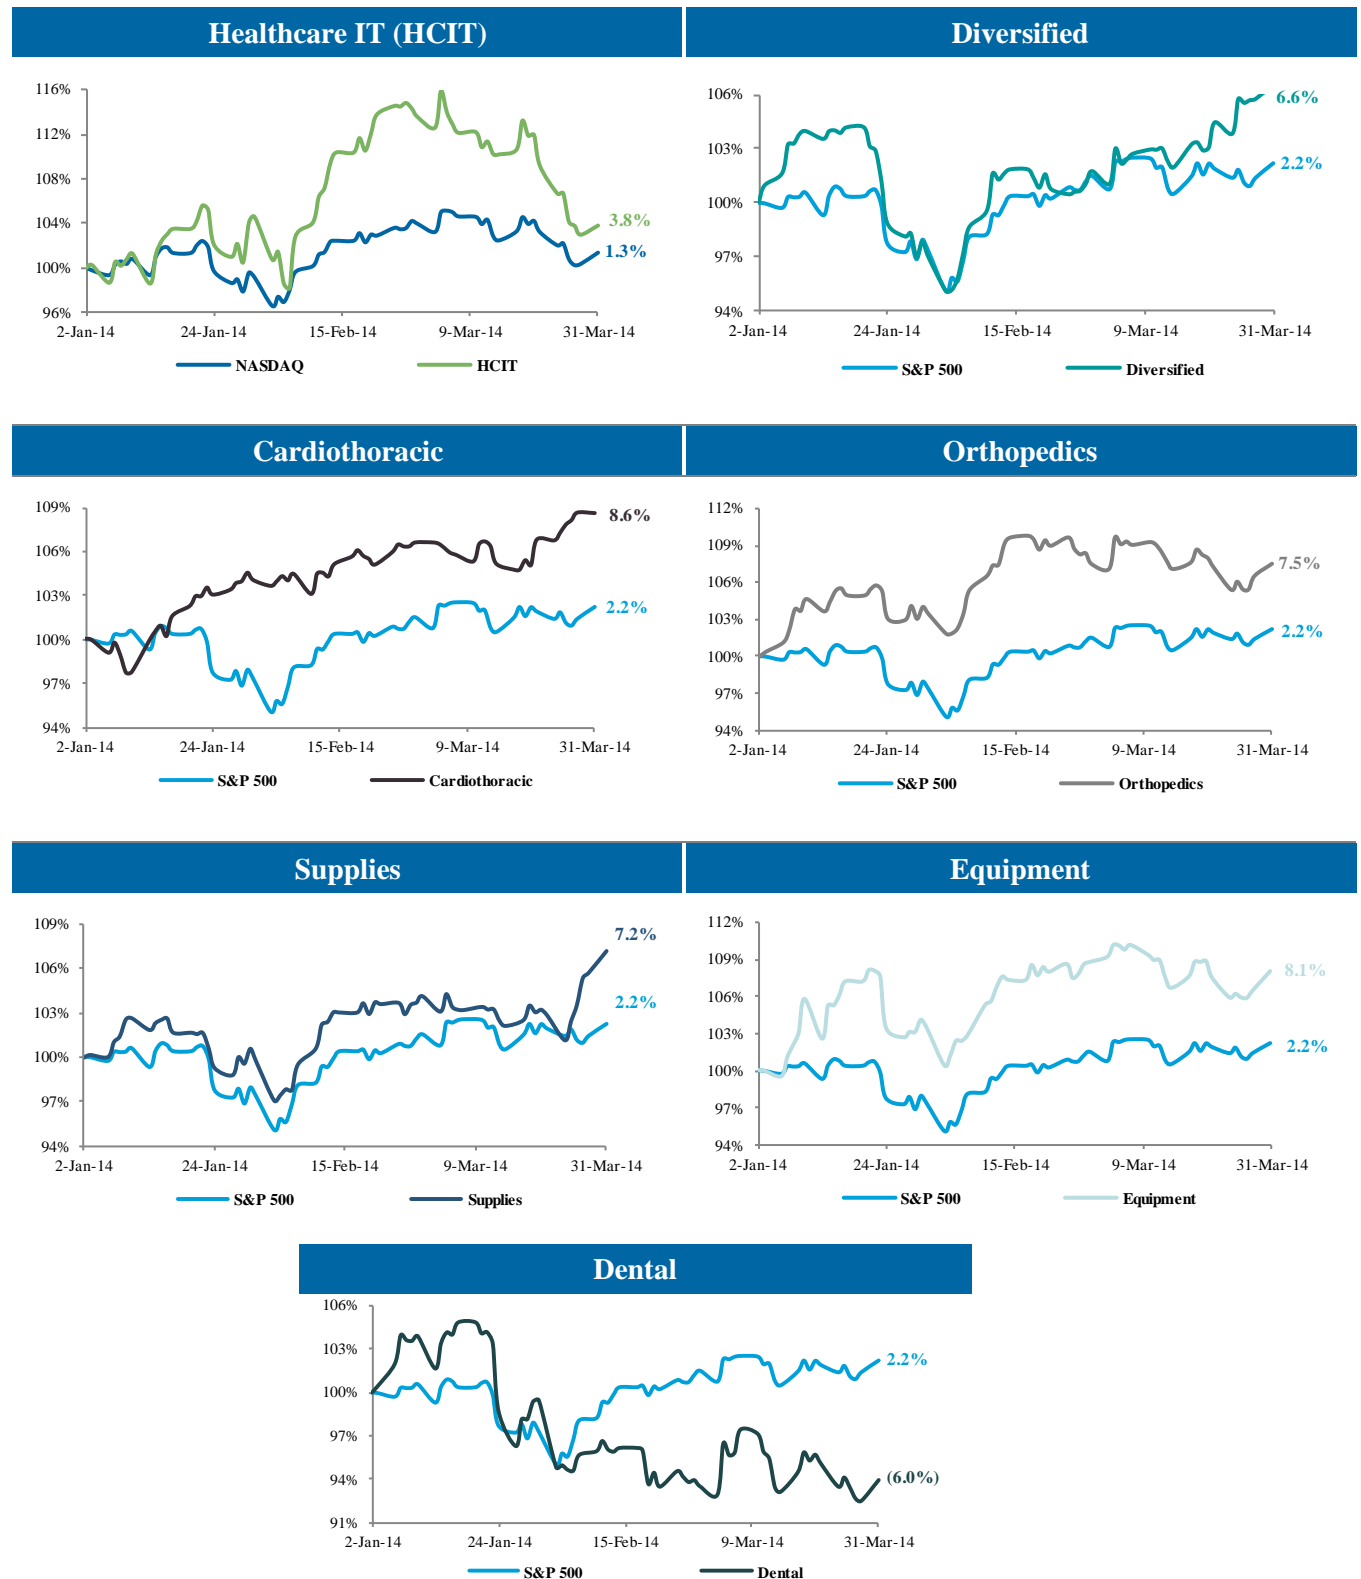 Healthcare IT (HCIT)
116%
112%
108%
104%
100%
96%
3.8%
1.3%
2-Jan-14 24-Jan-14 15-Feb-14 9-Mar-14 31-Mar-14
NASDAQ HCIT
Diversified
106%
103%
100%
97%
94%
6.6%
2.2%
2-Jan-14 24-Jan-14 15-Feb-14 9-Mar-14 31-Mar-14
S&P 500 Diversified
Cardiothoracic
109%
106%
103%
100%
97%
94%
8.6%
2.2%
2-Jan-14 24-Jan-14 15-Feb-14 9-Mar-14 31-Mar-14
S&P 500 Cardiothoracic
Orthopedics
112%
109%
106%
103%
100%
97%
94%
7.5%
2.2%
2-Jan-14 24-Jan-14 15-Feb-14 9-Mar-14 31-Mar-14
S&P 500 Orthopedics
Supplies
109%
106%
103%
100%
97%
94%
7.2%
2.2%
2-Jan-14 24-Jan-14 15-Feb-14 9-Mar-14 31-Mar-14
S&P 500 Supplies
Equipment
112%
109%
106%
103%
100%
97%
94%
8.1%
2.2%
2-Jan-14 24-Jan-14 15-Feb-14 9-Mar-14 31-Mar-14
S&P 500 Equipment
Dental
106%
103%
100%
97%
94%
91%
2.2%
(6.0%)
2-Jan-14 24-Jan-14 15-Feb-14 9-Mar-14 31-Mar-14
S&P 500 Dental